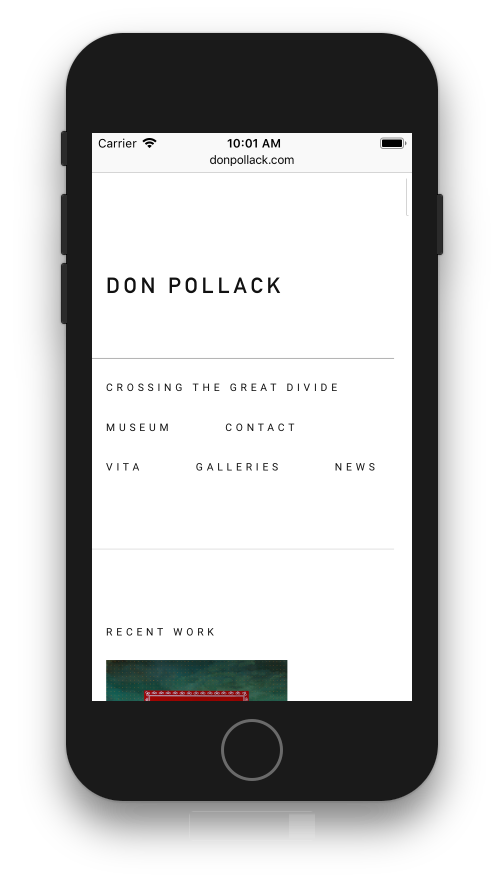 Carrier 10:01 AM
donpollack.com
DON POLLACK
CROSSING THE GREAT DIVIDE
MUSEUM CONTACT
VITA GALLERIES NEWS
RECENT WORK